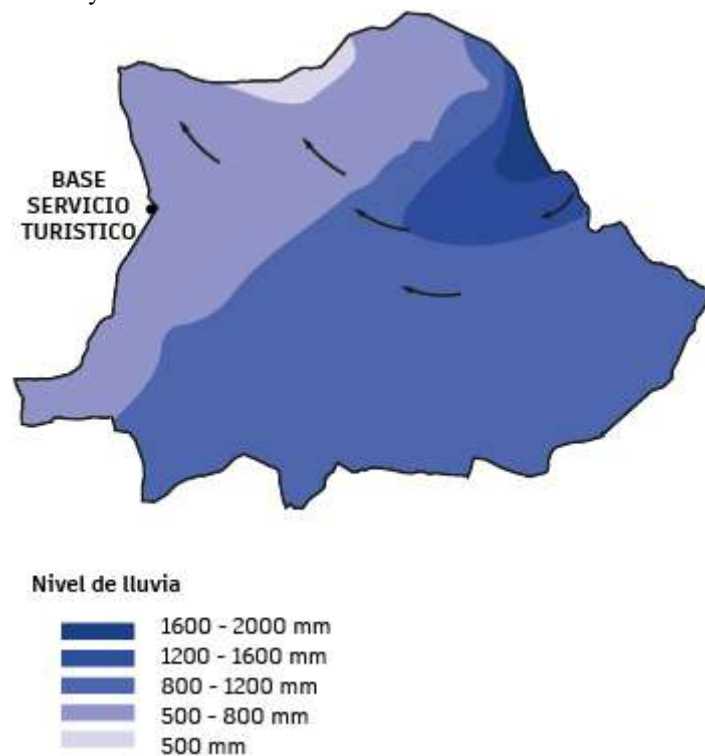 BASE
SERVICIO
TURISTICO
Nivel de lluvia
1600 - 2000 mm
1200 - 1600 mm
800 - 1200 mm
500 - 800 mm
500 mm